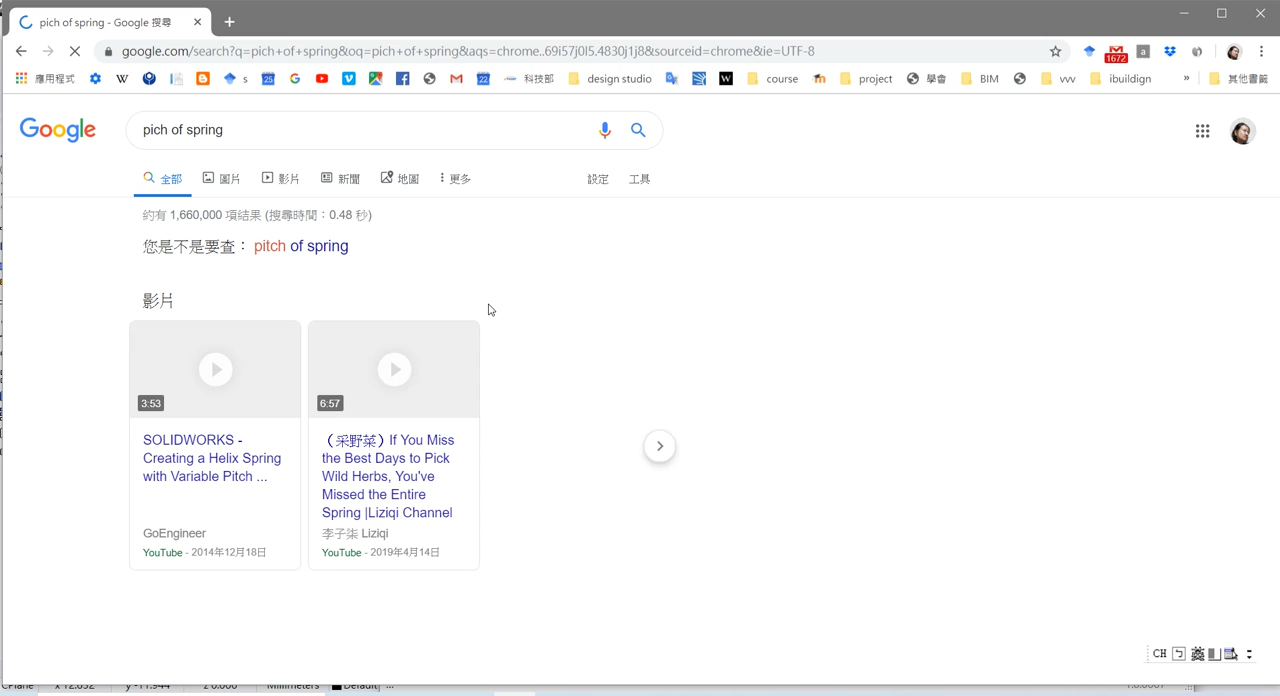 pich of spring - Google 搜尋
google.com/search?q=pich+of+spring&oq=pich+of+spring&aqs=chrome..69i57j0l5.4830j1j8&sourceid=chrome&ie=UTF-8
1672
應用程式
s
科技部
design studio
course
project
學會
BIM
vvv
ibuildign
»
其他書籤
Google
pich of spring
全部 圖片 影片 新聞 地圖 更多 設定 工具
約有 1,660,000 項結果 (搜尋時間：0.48 秒)
您是不是要查： pitch of spring
影片
3:53
SOLIDWORKS -
Creating a Helix Spring
with Variable Pitch ...
GoEngineer
YouTube - 2014年12月18日
6:57
（采野菜）If You Miss
the Best Days to Pick
Wild Herbs, You've
Missed the Entire
Spring |Liziqi Channel
李子柒 Liziqi
YouTube - 2019年4月14日
CH
CPlane x 12.032 y -11.944 z 0.000 Millimeters Default ...